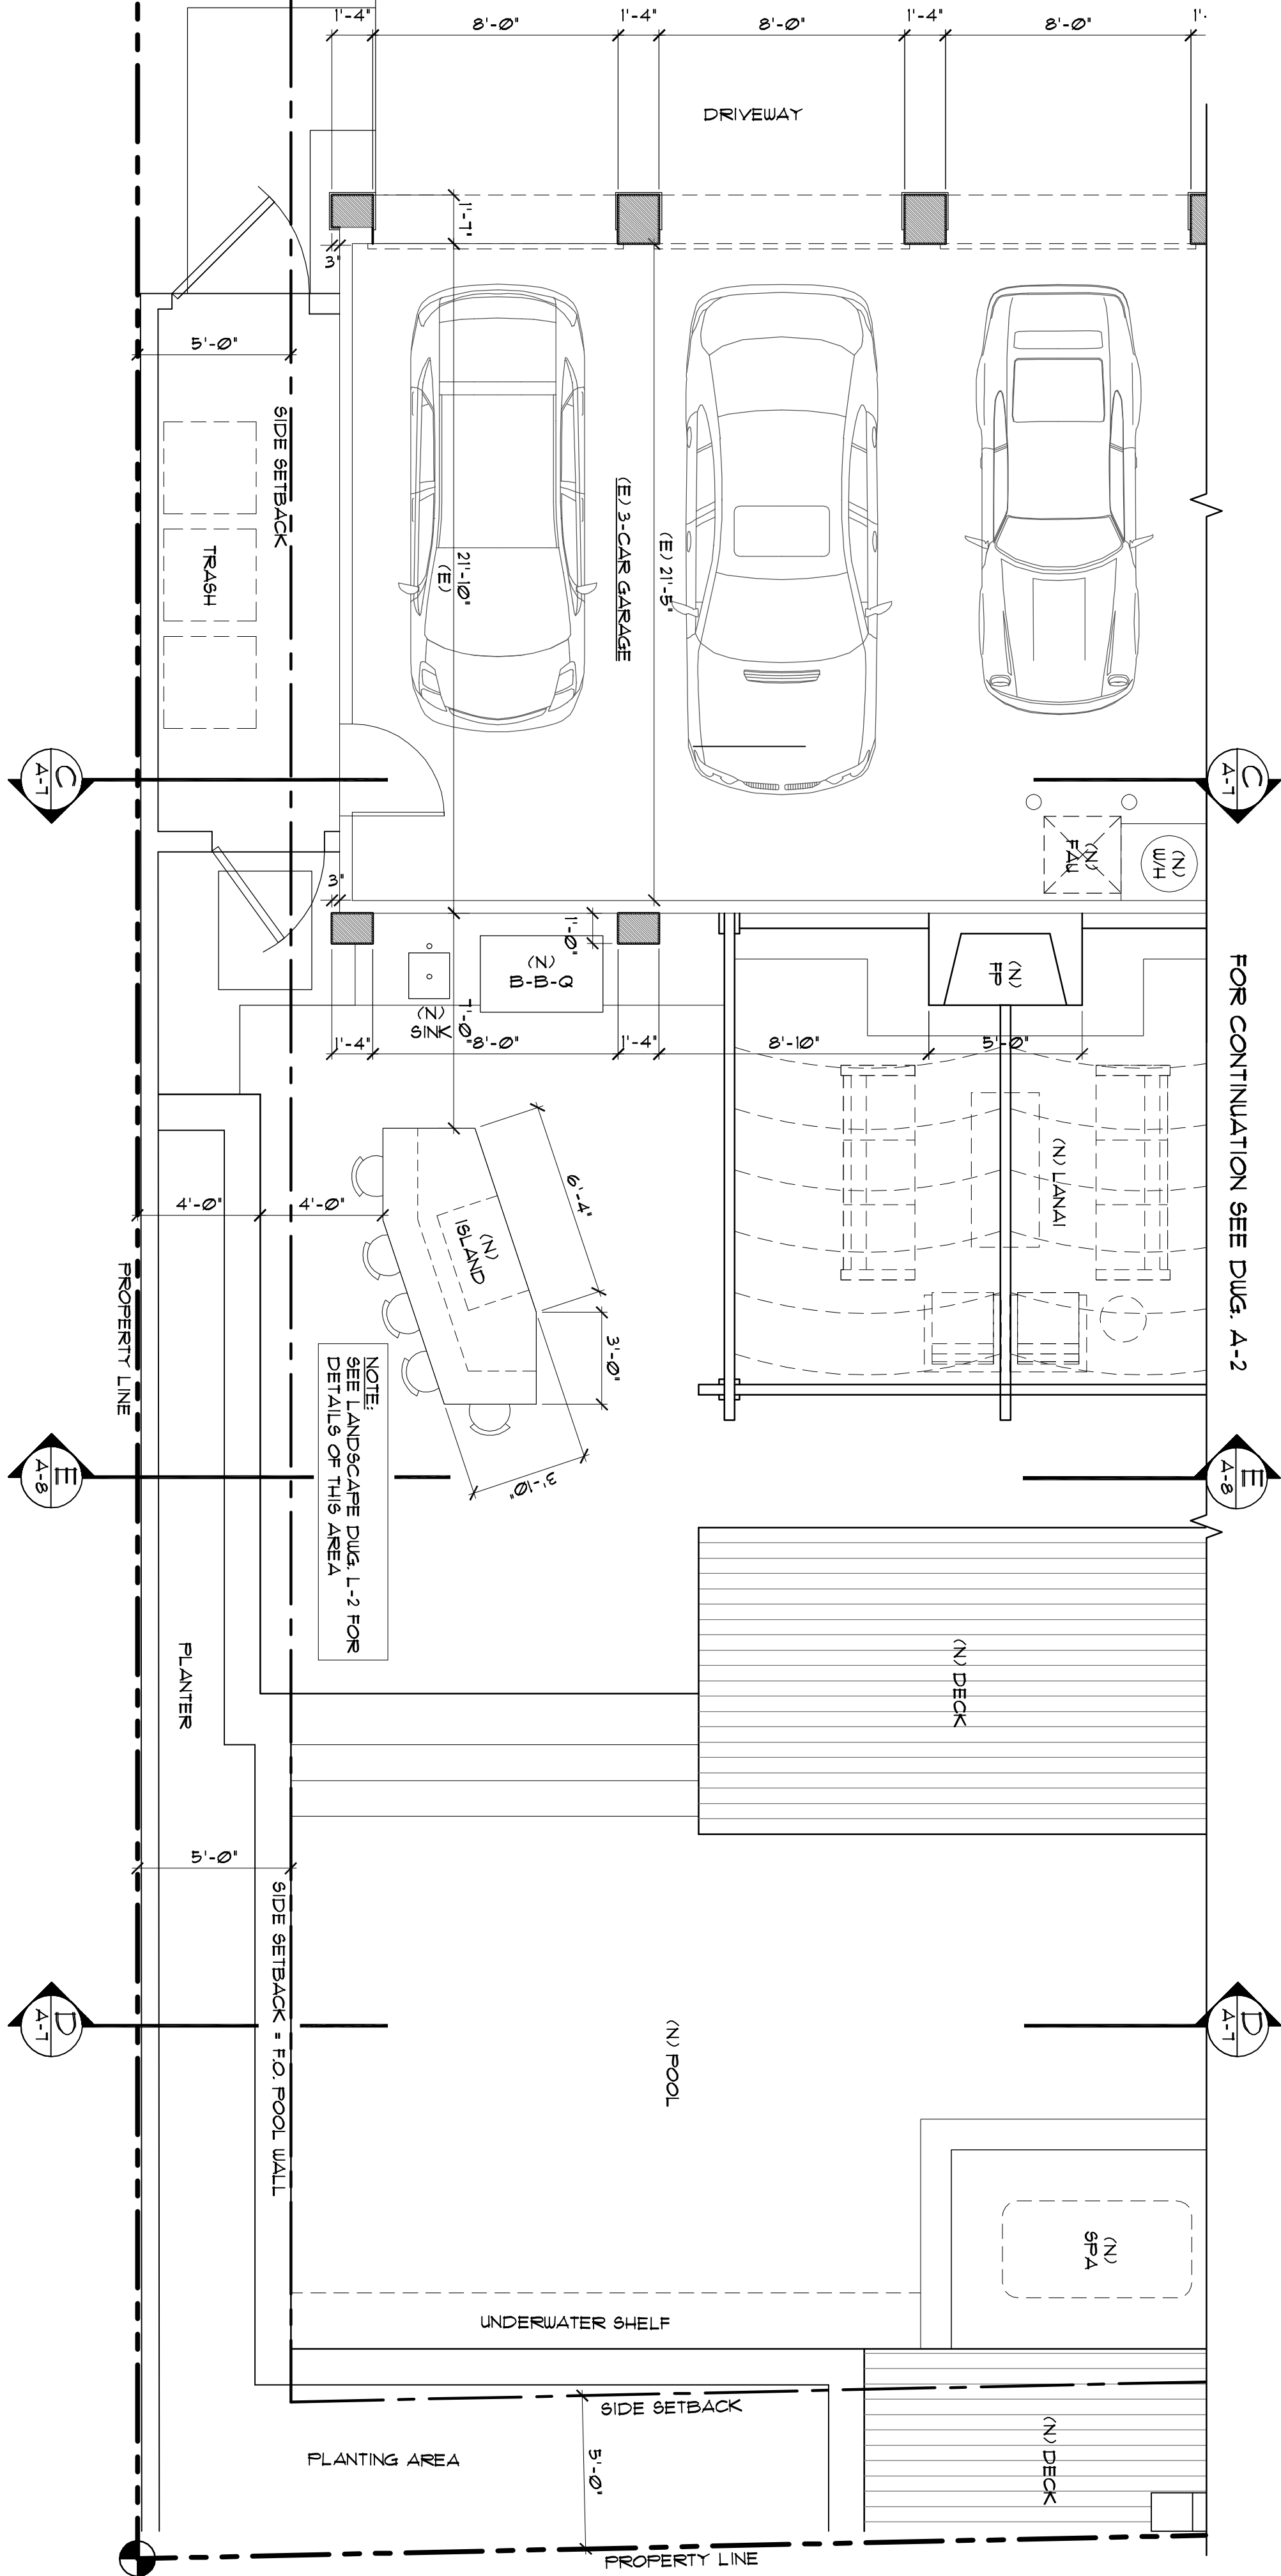 1'-4"
8'-0"
1'-4"
8'-0"
1'-4"
8'-0"
1'-
DRIVEWAY
1'-7"
3"
5'-0"
SIDE SETBACK
TRASH
(E) 3-CAR GARAGE
21'-10"
(E)
(E) 21'-5"
C
A-7
C
A-7
(N)
FAU
(N)
W/H
3"
1'-0"
(N)
B-B-Q
(N)
SINK
7'-0"
(N)
FP
1'-4"
8'-0"
1'-4"
8'-10"
5'-0"
FOR CONTINUATION SEE DWG. A-2
(N) LANAI
6'-4"
(N)
ISLAND
4'-0"
4'-0"
3'-0"
3'-10"
PROPERTY LINE
NOTE:
SEE LANDSCAPE DWG. L-2 FOR
DETAILS OF THIS AREA
E
A-8
E
A-8
(N) DECK
PLANTER
5'-0"
SIDE SETBACK = F.O. POOL WALL
D
A-7
D
A-7
(N) POOL
(N)
SPA
UNDERWATER SHELF
SIDE SETBACK
PLANTING AREA
5'-0"
(N) DECK
PROPERTY LINE